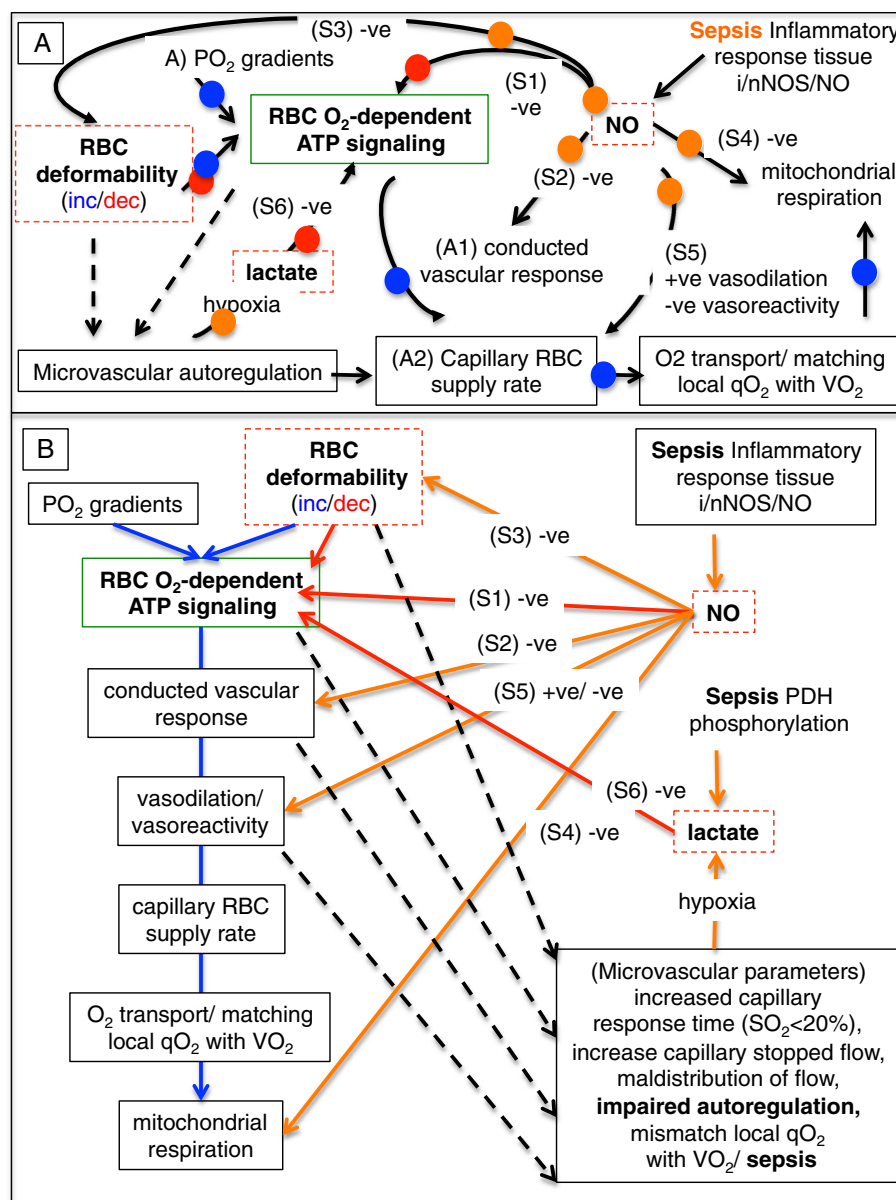 A
(S3) -ve
Sepsis Inflammatory
response tissue
i/nNOS/NO
A) PO₂ gradients
(S1)
-ve
RBC O₂-dependent
ATP signaling
NO
RBC
deformability
(inc/dec)
(S4) -ve
(S2) -ve
mitochondrial
respiration
(S6) -ve
(A1) conducted
vascular response
(S5)
+ve vasodilation
-ve vasoreactivity
lactate
hypoxia
Microvascular autoregulation
(A2) Capillary RBC
supply rate
O2 transport/ matching
local qO₂ with VO₂
B
RBC
deformability
(inc/dec)
Sepsis Inflammatory
response tissue
i/nNOS/NO
PO₂ gradients
(S3) -ve
RBC O₂-dependent
ATP signaling
(S1) -ve
NO
(S2) -ve
conducted vascular
response
(S5) +ve/ -ve
Sepsis PDH
phosphorylation
vasodilation/
vasoreactivity
(S6) -ve
(S4) -ve
lactate
hypoxia
capillary RBC
supply rate
O₂ transport/ matching
local qO₂ with VO₂
mitochondrial
respiration
(Microvascular parameters)
increased capillary
response time (SO₂<20%),
increase capillary stopped flow,
maldistribution of flow,
impaired autoregulation,
mismatch local qO₂
with VO₂/ sepsis